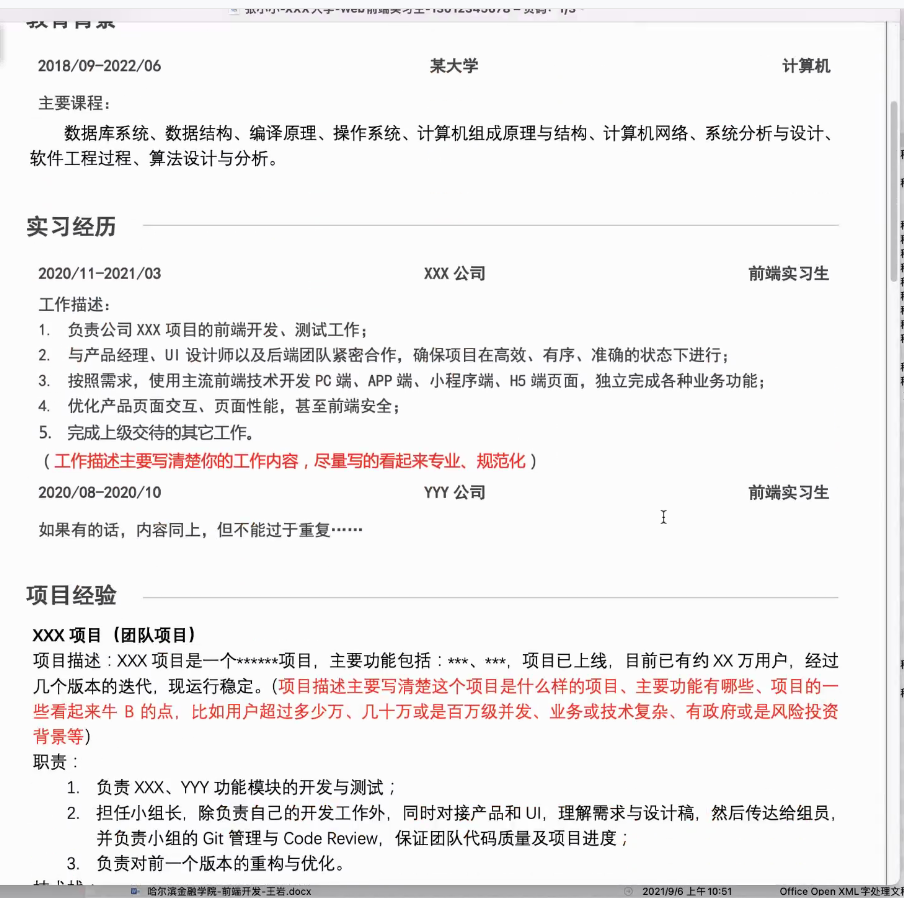 张小小-XXX大学-Web前端实习生-13612345678 – 页码: 1/3
教育背景
2018/09-2022/06 某大学 计算机
主要课程:
数据库系统、数据结构、编译原理、操作系统、计算机组成原理与结构、计算机网络、系统分析与设计、
软件工程过程、算法设计与分析。
实习经历
2020/11-2021/03 XXX 公司 前端实习生
工作描述:
1. 负责公司 XXX 项目的前端开发、测试工作;
2. 与产品经理、UI 设计师以及后端团队紧密合作, 确保项目在高效、有序、准确的状态下进行;
3. 按照需求, 使用主流前端技术开发 PC 端、APP 端、小程序端、H5 端页面, 独立完成各种业务功能;
4. 优化产品页面交互、页面性能, 甚至前端安全;
5. 完成上级交待的其它工作。
(工作描述主要写清楚你的工作内容, 尽量写的看起来专业、规范化)
2020/08-2020/10 YYY 公司 前端实习生
如果有的话, 内容同上, 但不能过于重复……
项目经验
XXX 项目 (团队项目)
项目描述: XXX 项目是一个******项目, 主要功能包括: ***、***, 项目已上线, 目前已有约 XX 万用户, 经过
几个版本的迭代, 现运行稳定。(项目描述主要写清楚这个项目是什么样的项目、主要功能有哪些、项目的一
些看起来牛 B 的点, 比如用户超过多少万、几十万或是百万级并发、业务或技术复杂、有政府或是风险投资
背景等)
职责:
1. 负责 XXX、YYY 功能模块的开发与测试;
2. 担任小组长, 除负责自己的开发工作外, 同时对接产品和 UI, 理解需求与设计稿, 然后传达给组员,
并负责小组的 Git 管理与 Code Review, 保证团队代码质量及项目进度;
3. 负责对前一个版本的重构与优化。
哈尔滨金融学院-前端开发-王岩.docx 2021/9/6 上午10:51 Office Open XML 字处理文